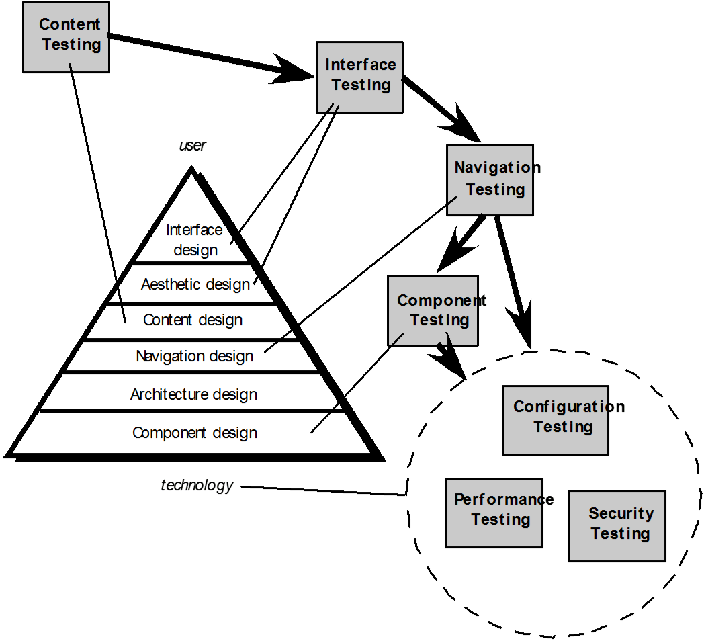 Content
Testing
Interface
Testing
user
Navigation
Testing
Interface
design
Aesthetic design
Component
Testing
Content design
Navigation design
Architecture design
Configuration
Testing
Component design
technology
Performance
Testing
Security
Testing